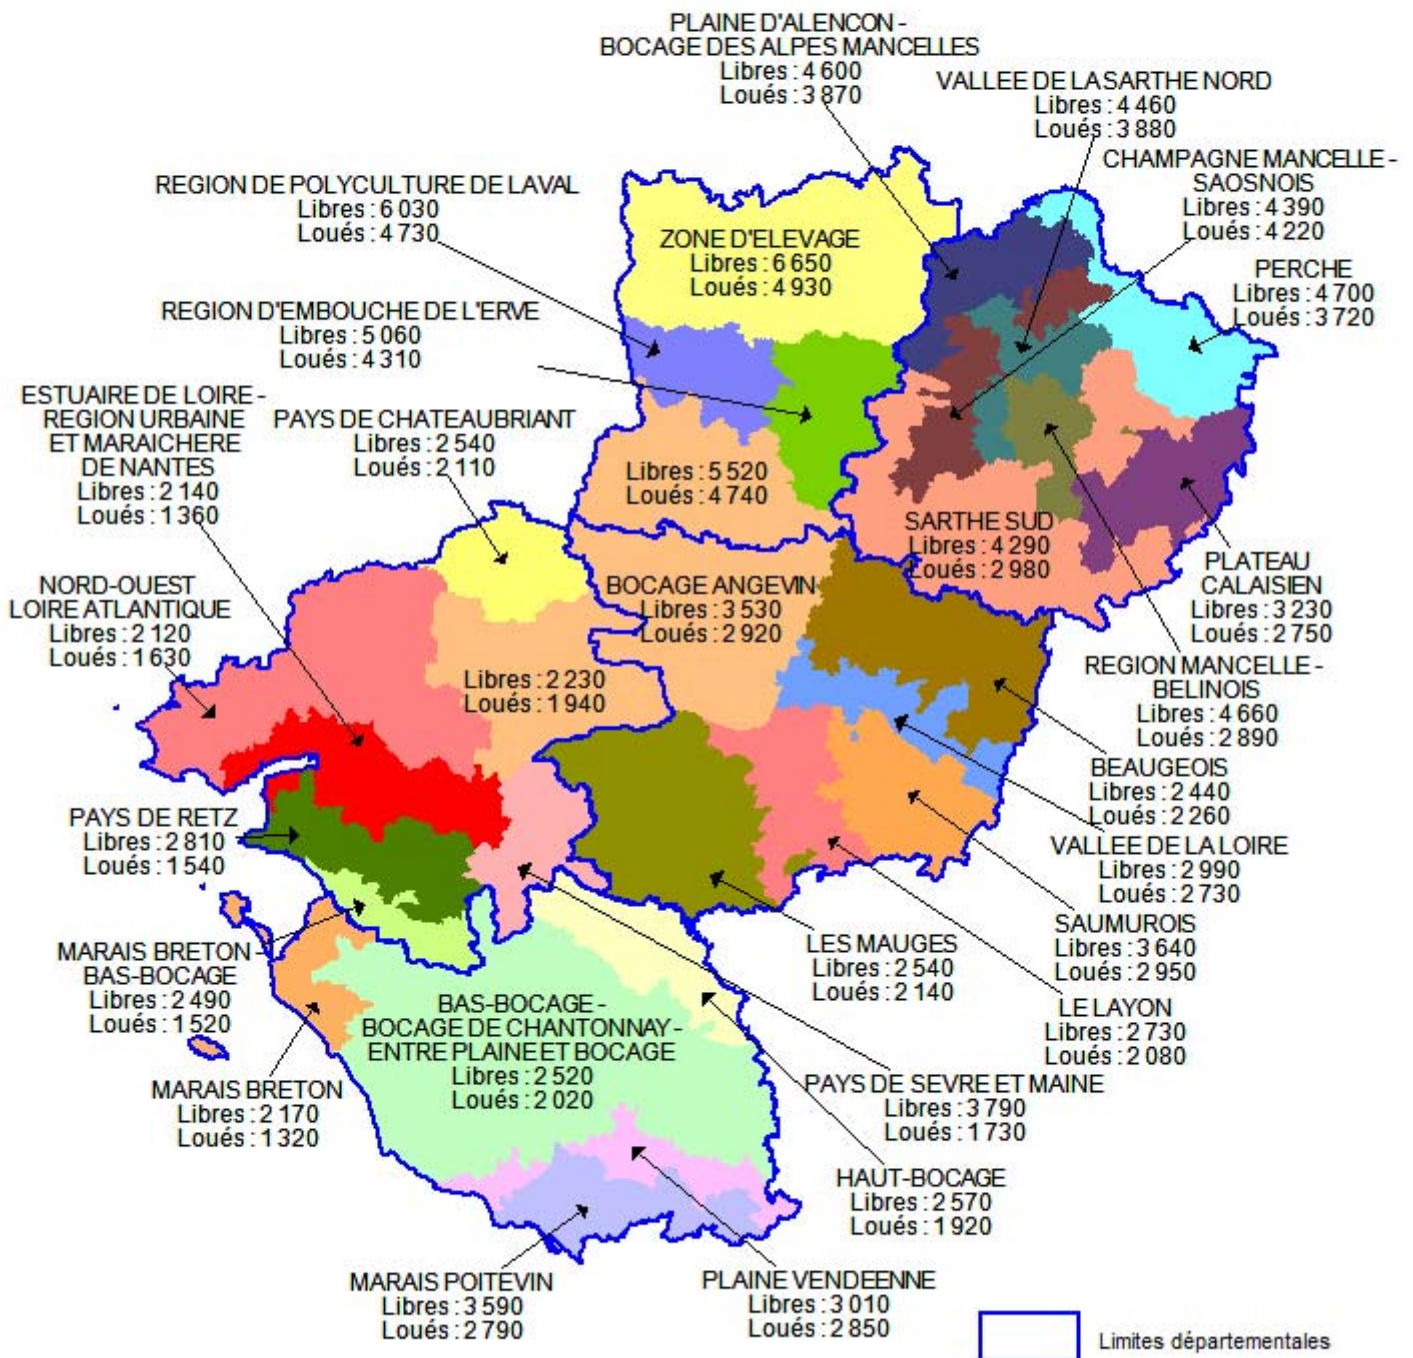 PLAINE D'ALENCON -
BOCAGE DES ALPES MANCELLES
Libres : 4 600
Loués : 3 870
VALLEE DE LA SARTHE NORD
Libres : 4 460
Loués : 3 880
CHAMPAGNE MANCELLE -
SAOSNOIS
Libres : 4 390
Loués : 4 220
REGION DE POLYCULTURE DE LAVAL
Libres : 6 030
Loués : 4 730
ZONE D'ELEVAGE
Libres : 6 650
Loués : 4 930
PERCHE
Libres : 4 700
Loués : 3 720
REGION D'EMBOUCHE DE L'ERVE
Libres : 5 060
Loués : 4 310
ESTUAIRE DE LOIRE -
REGION URBAINE
ET MARAICHERE
DE NANTES
Libres : 2 140
Loués : 1 360
PAYS DE CHATEAUBRIANT
Libres : 2 540
Loués : 2 110
Libres : 5 520
Loués : 4 740
SARTHE SUD
Libres : 4 290
Loués : 2 980
PLATEAU
CALAISIEN
Libres : 3 230
Loués : 2 750
NORD-OUEST
LOIRE ATLANTIQUE
Libres : 2 120
Loués : 1 630
BOCAGE ANGEVIN
Libres : 3 530
Loués : 2 920
Libres : 2 230
Loués : 1 940
REGION MANCELLE -
BELINOIS
Libres : 4 660
Loués : 2 890
BEAUGEOIS
Libres : 2 440
Loués : 2 260
PAYS DE RETZ
Libres : 2 810
Loués : 1 540
VALLEE DE LA LOIRE
Libres : 2 990
Loués : 2 730
SAUMUROIS
Libres : 3 640
Loués : 2 950
MARAIS BRETON -
BAS-BOCAGE
Libres : 2 490
Loués : 1 520
LES MAUGES
Libres : 2 540
Loués : 2 140
LE LAYON
Libres : 2 730
Loués : 2 080
BAS-BOCAGE -
BOCAGE DE CHANTONNAY -
ENTRE PLAINE ET BOCAGE
Libres : 2 520
Loués : 2 020
MARAIS BRETON
Libres : 2 170
Loués : 1 320
PAYS DE SEVRE ET MAINE
Libres : 3 790
Loués : 1 730
HAUT-BOCAGE
Libres : 2 570
Loués : 1 920
MARAIS POITEVIN
Libres : 3 590
Loués : 2 790
PLAINE VENDEENNE
Libres : 3 010
Loués : 2 850
Limites départementales